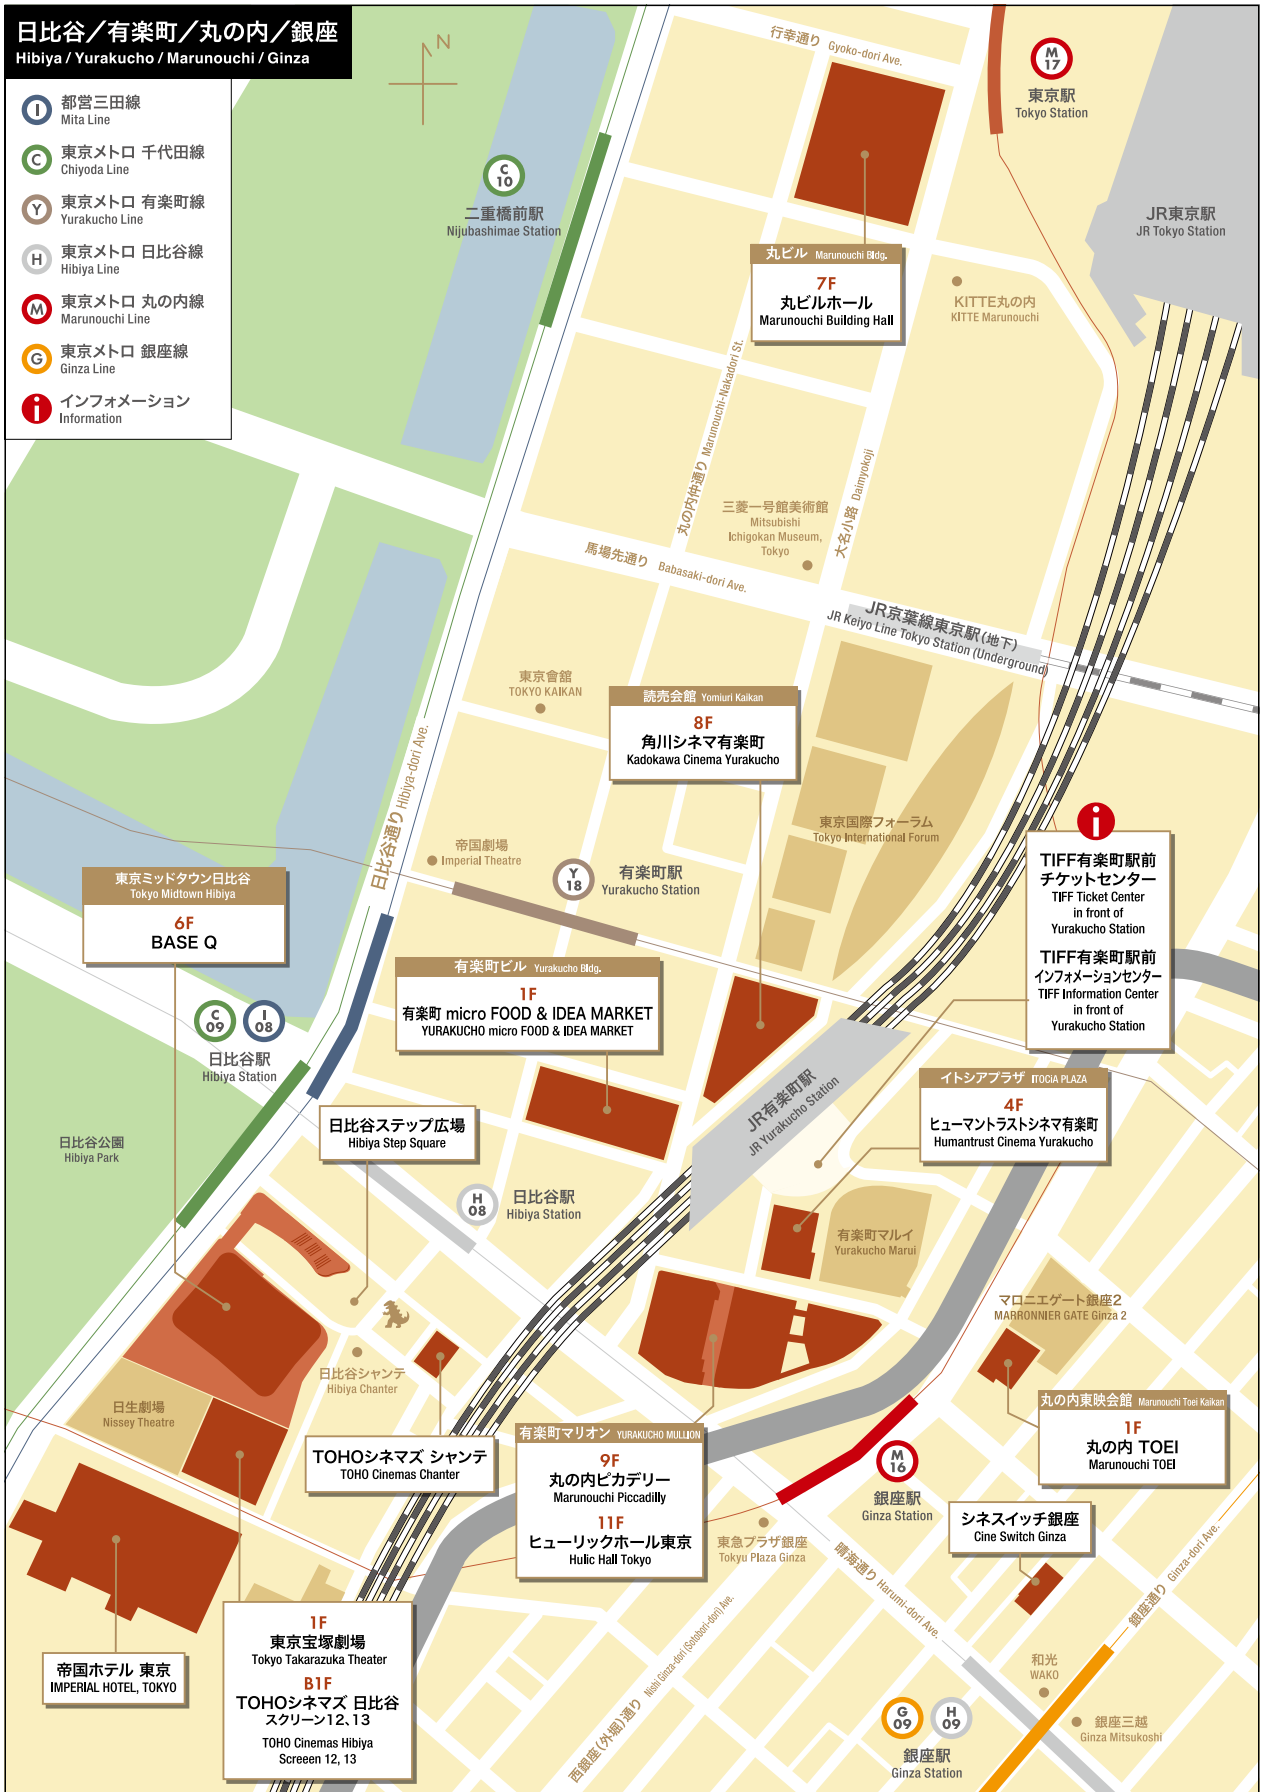 日比谷／有楽町／丸の内／銀座
Hibiya / Yurakucho / Marunouchi / Ginza
I
都営三田線
Mita Line
C
東京メトロ 千代田線
Chiyoda Line
Y
東京メトロ 有楽町線
Yurakucho Line
H
東京メトロ 日比谷線
Hibiya Line
M
東京メトロ 丸の内線
Marunouchi Line
G
東京メトロ 銀座線
Ginza Line
i
インフォメーション
Information
N
行幸通り Gyoko-dori Ave.
M
17
東京駅
Tokyo Station
C
10
二重橋前駅
Nijubashimae Station
JR東京駅
JR Tokyo Station
丸ビル Marunouchi Bldg.
7F
丸ビルホール
Marunouchi Building Hall
KITTE丸の内
KITTE Marunouchi
丸の内仲通り Marunouchi-Nakadori St.
大名小路 Daimyokoji
三菱一号館美術館
Mitsubishi
Ichigokan Museum,
Tokyo
馬場先通り Babasaki-dori Ave.
JR京葉線東京駅(地下)
JR Keiyo Line Tokyo Station (Underground)
東京會舘
TOKYO KAIKAN
読売会館 Yomiuri Kaikan
8F
角川シネマ有楽町
Kadokawa Cinema Yurakucho
日比谷通り Hibiya-dori Ave.
東京国際フォーラム
Tokyo International Forum
帝国劇場
Imperial Theatre
Y
18
有楽町駅
Yurakucho Station
i
TIFF有楽町駅前
チケットセンター
TIFF Ticket Center
in front of
Yurakucho Station
TIFF有楽町駅前
インフォメーションセンター
TIFF Information Center
in front of
Yurakucho Station
東京ミッドタウン日比谷
Tokyo Midtown Hibiya
6F
BASE Q
有楽町ビル Yurakucho Bldg.
1F
有楽町 micro FOOD & IDEA MARKET
YURAKUCHO micro FOOD & IDEA MARKET
C
09
I
08
日比谷駅
Hibiya Station
JR有楽町駅
JR Yurakucho Station
イトシアプラザ ITOCiA PLAZA
4F
ヒューマントラストシネマ有楽町
Humantrust Cinema Yurakucho
日比谷ステップ広場
Hibiya Step Square
日比谷公園
Hibiya Park
H
08
日比谷駅
Hibiya Station
有楽町マルイ
Yurakucho Marui
マロニエゲート銀座2
MARRONNIER GATE Ginza 2
日比谷シャンテ
Hibiya Chanter
日生劇場
Nissey Theatre
丸の内東映会館 Marunouchi Toei Kaikan
1F
丸の内 TOEI
Marunouchi TOEI
TOHOシネマズ シャンテ
TOHO Cinemas Chanter
有楽町マリオン YURAKUCHO MULLION
9F
丸の内ピカデリー
Marunouchi Piccadilly
11F
ヒューリックホール東京
Hulic Hall Tokyo
M
16
銀座駅
Ginza Station
シネスイッチ銀座
Cine Switch Ginza
東急プラザ銀座
Tokyu Plaza Ginza
晴海通り Harumi-dori Ave.
銀座通り Ginza-dori Ave.
西銀座(外堀)通り Nishi Ginza-dori (Sotobori-dori) Ave.
1F
東京宝塚劇場
Tokyo Takarazuka Theater
B1F
TOHOシネマズ 日比谷
スクリーン12、13
TOHO Cinemas Hibiya
Screeen 12, 13
帝国ホテル 東京
IMPERIAL HOTEL, TOKYO
和光
WAKO
銀座三越
Ginza Mitsukoshi
G
09
H
09
銀座駅
Ginza Station